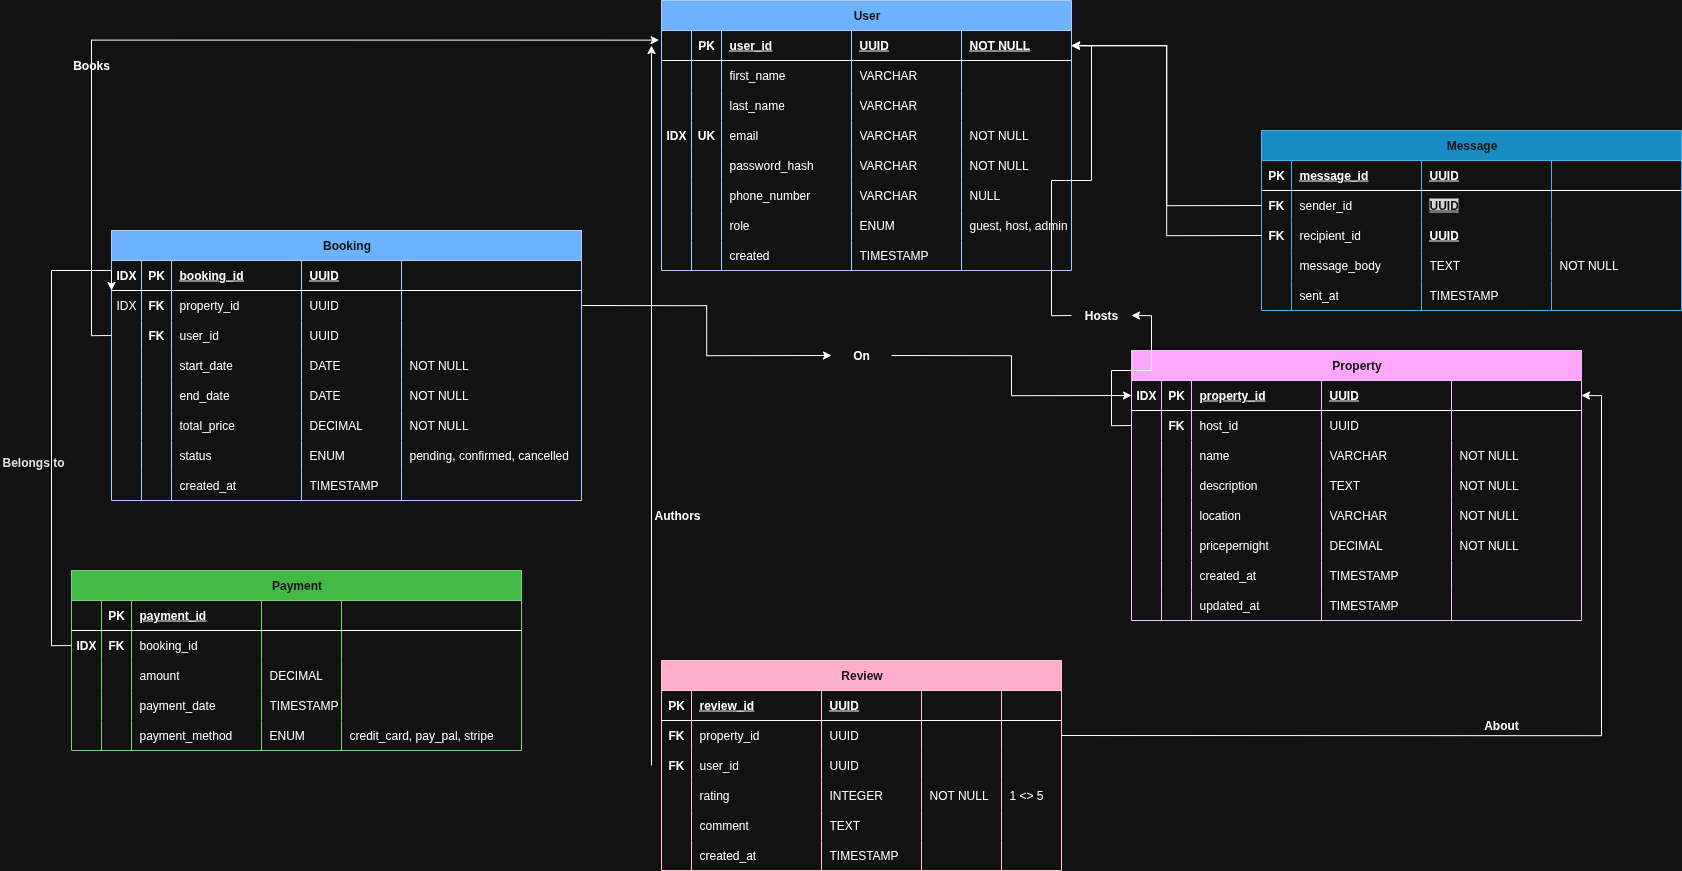 User
PK user_id UUID NOT NULL
first_name VARCHAR
last_name VARCHAR
IDX UK email VARCHAR NOT NULL
password_hash VARCHAR NOT NULL
phone_number VARCHAR NULL
role ENUM guest, host, admin
created TIMESTAMP
Books
Message
PK message_id UUID
FK sender_id UUID
FK recipient_id UUID
message_body TEXT NOT NULL
sent_at TIMESTAMP
Booking
IDX PK booking_id UUID
IDX FK property_id UUID
FK user_id UUID
start_date DATE NOT NULL
end_date DATE NOT NULL
total_price DECIMAL NOT NULL
status ENUM pending, confirmed, cancelled
created_at TIMESTAMP
Hosts
On
Property
IDX PK property_id UUID
FK host_id UUID
name VARCHAR NOT NULL
description TEXT NOT NULL
location VARCHAR NOT NULL
pricepernight DECIMAL NOT NULL
created_at TIMESTAMP
updated_at TIMESTAMP
Belongs to
Authors
Payment
PK payment_id
IDX FK booking_id
amount DECIMAL
payment_date TIMESTAMP
payment_method ENUM credit_card, pay_pal, stripe
Review
PK review_id UUID
FK property_id UUID
FK user_id UUID
rating INTEGER NOT NULL 1 <> 5
comment TEXT
created_at TIMESTAMP
About